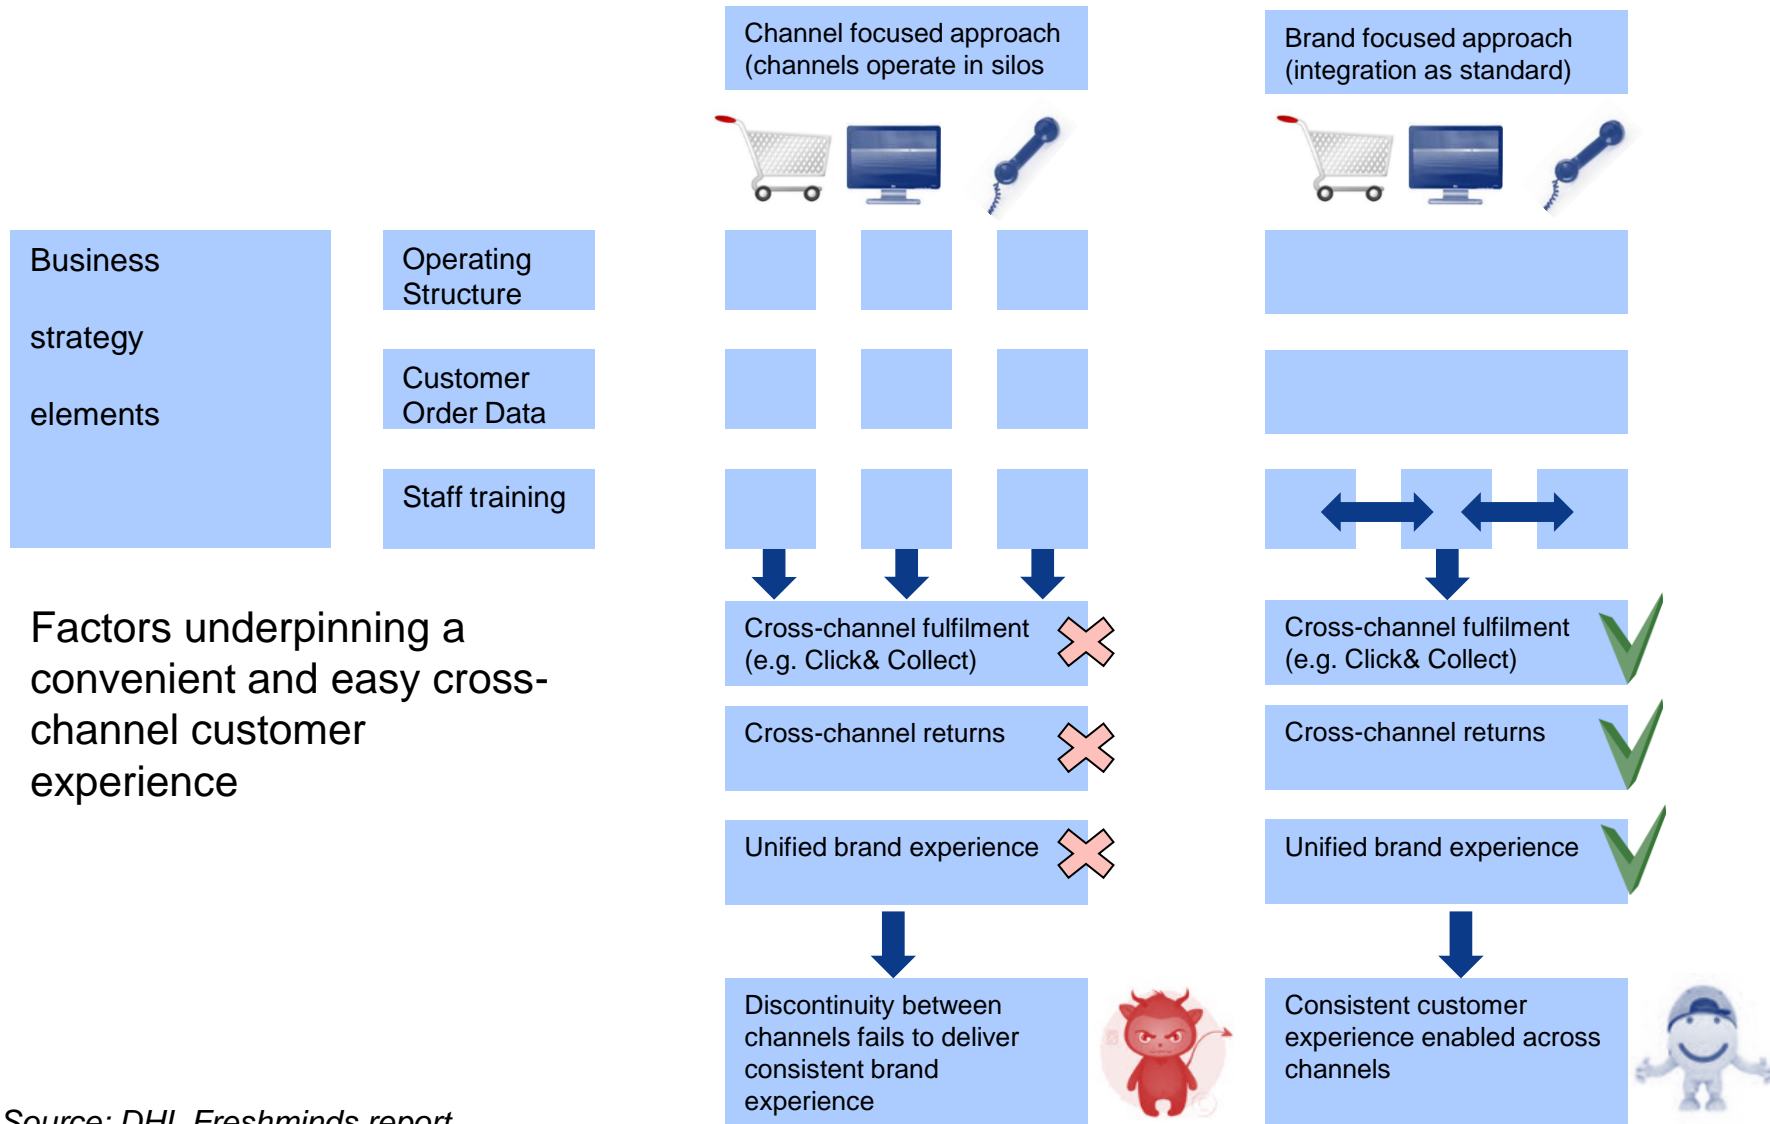 Channel focused approach
(channels operate in silos
Brand focused approach
(integration as standard)
Business
strategy
elements
Operating
Structure
Customer
Order Data
Staff training
Factors underpinning a
convenient and easy cross-
channel customer
experience
Cross-channel fulfilment
(e.g. Click& Collect)
Cross-channel returns
Unified brand experience
Discontinuity between
channels fails to deliver
consistent brand
experience
Cross-channel fulfilment
(e.g. Click& Collect)
Cross-channel returns
Unified brand experience
Consistent customer
experience enabled across
channels
Source: DHL Freshminds report